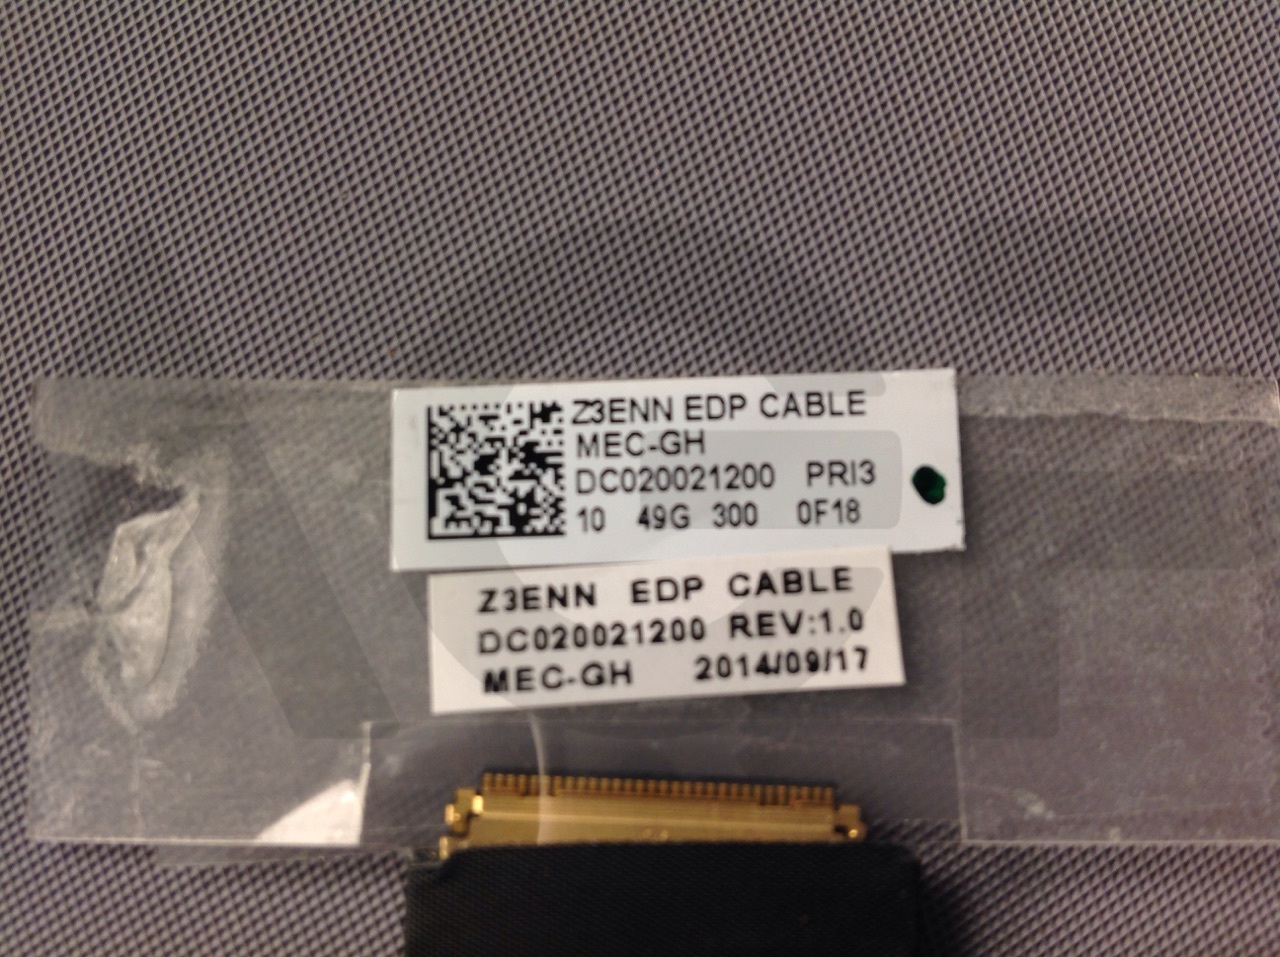 Z3ENN EDP CABLE
MEC-GH
DC020021200 PRI3
10 49G 300 0F18
Z3ENN EDP CABLE
DC020021200 REV:1.0
MEC-GH 2014/09/17